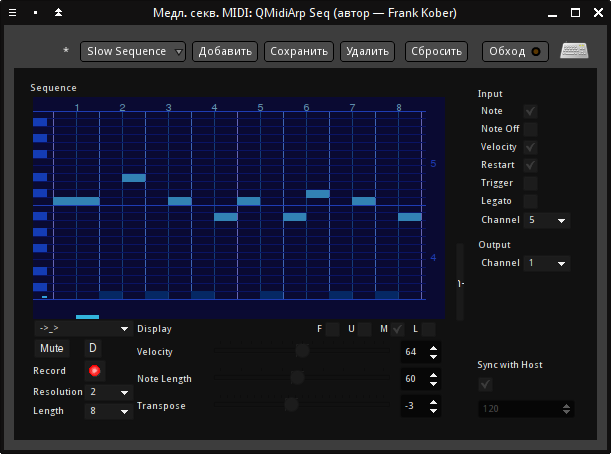 Медл. секв. MIDI: QMidiArp Seq (автор — Frank Kober)
* Slow Sequence Добавить Сохранить Удалить Сбросить Обход
Sequence
1 2 3 4 5 6 7 8
5
4
Input
Note
Note Off
Velocity
Restart
Trigger
Legato
Channel 5
Output
Channel 1
->_> Display F U M L
Mute D Velocity 64
Record Note Length 60
Resolution 2 Transpose -3
Length 8
Sync with Host
120